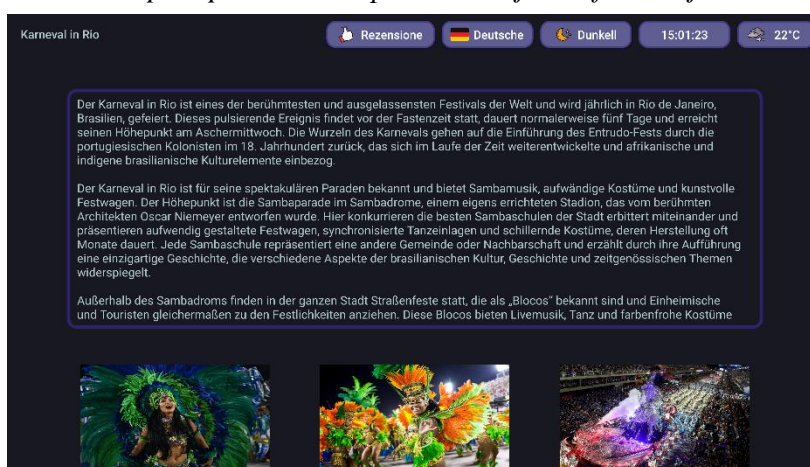 Karneval in Rio
Rezensione
Deutsche
Dunkell
15:01:23
22°C
Der Karneval in Rio ist eines der berühmtesten und ausgelassensten Festivals der Welt und wird jährlich in Rio de Janeiro,
Brasilien, gefeiert. Dieses pulsierende Ereignis findet vor der Fastenzeit statt, dauert normalerweise fünf Tage und erreicht
seinen Höhepunkt am Aschermittwoch. Die Wurzeln des Karnevals gehen auf die Einführung des Entrudo-Fests durch die
portugiesischen Kolonisten im 18. Jahrhundert zurück, das sich im Laufe der Zeit weiterentwickelte und afrikanische und
indigene brasilianische Kulturelemente einbezog.
Der Karneval in Rio ist für seine spektakulären Paraden bekannt und bietet Sambamusik, aufwändige Kostüme und kunstvolle
Festwagen. Der Höhepunkt ist die Sambaparade im Sambadrome, einem eigens errichteten Stadion, das vom berühmten
Architekten Oscar Niemeyer entworfen wurde. Hier konkurrieren die besten Sambaschulen der Stadt erbittert miteinander und
präsentieren aufwendig gestaltete Festwagen, synchronisierte Tanzeinlagen und schillernde Kostüme, deren Herstellung oft
Monate dauert. Jede Sambaschule repräsentiert eine andere Gemeinde oder Nachbarschaft und erzählt durch ihre Aufführung
eine einzigartige Geschichte, die verschiedene Aspekte der brasilianischen Kultur, Geschichte und zeitgenössischen Themen
widerspiegelt.
Außerhalb des Sambadroms finden in der ganzen Stadt Straßenfeste statt, die als „Blocos" bekannt sind und Einheimische
und Touristen gleichermaßen zu den Festlichkeiten anziehen. Diese Blocos bieten Livemusik, Tanz und farbenfrohe Kostüme